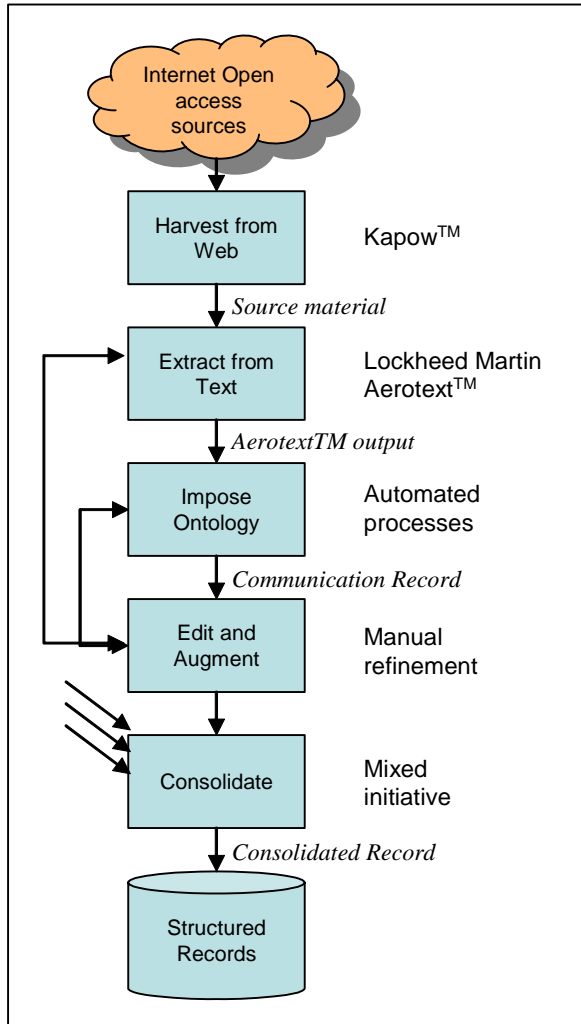 Internet Open
access
sources
Harvest from
Web
Kapow™
Source material
Extract from
Text
Lockheed Martin
Aerotext™
AerotextTM output
Impose
Ontology
Automated
processes
Communication Record
Edit and
Augment
Manual
refinement
Consolidate
Mixed
initiative
Consolidated Record
Structured
Records